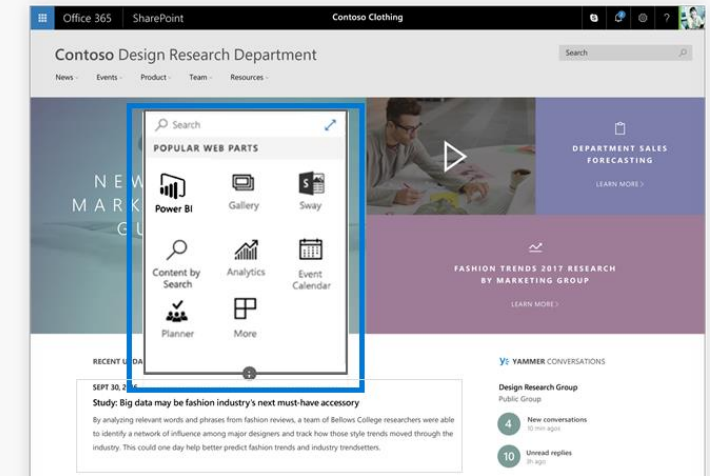 Office 365 SharePoint Contoso Clothing ?
Contoso Design Research Department
Search
News Events Product Team Resources
Search
POPULAR WEB PARTS
Power BI Gallery Sway
Content by Search
Analytics
Event Calendar
Planner More
NEW
MARK
GU
DEPARTMENT SALES
FORECASTING
LEARN MORE >
FASHION TRENDS 2017 RESEARCH
BY MARKETING GROUP
LEARN MORE >
RECENT UPDA
SEPT 30, 2
Study: Big data may be fashion industry's next must-have accessory
By analyzing relevant words and phrases from fashion reviews, a team of Bellows College researchers were able
to identify a network of influence among major designers and track how those style trends moved through the
industry. This could one day help better predict fashion trends and industry trendsetters.
YAMMER CONVERSATIONS
Design Research Group
Public Group
4 New conversations
10 min agos
10 Unread replies
3h ago